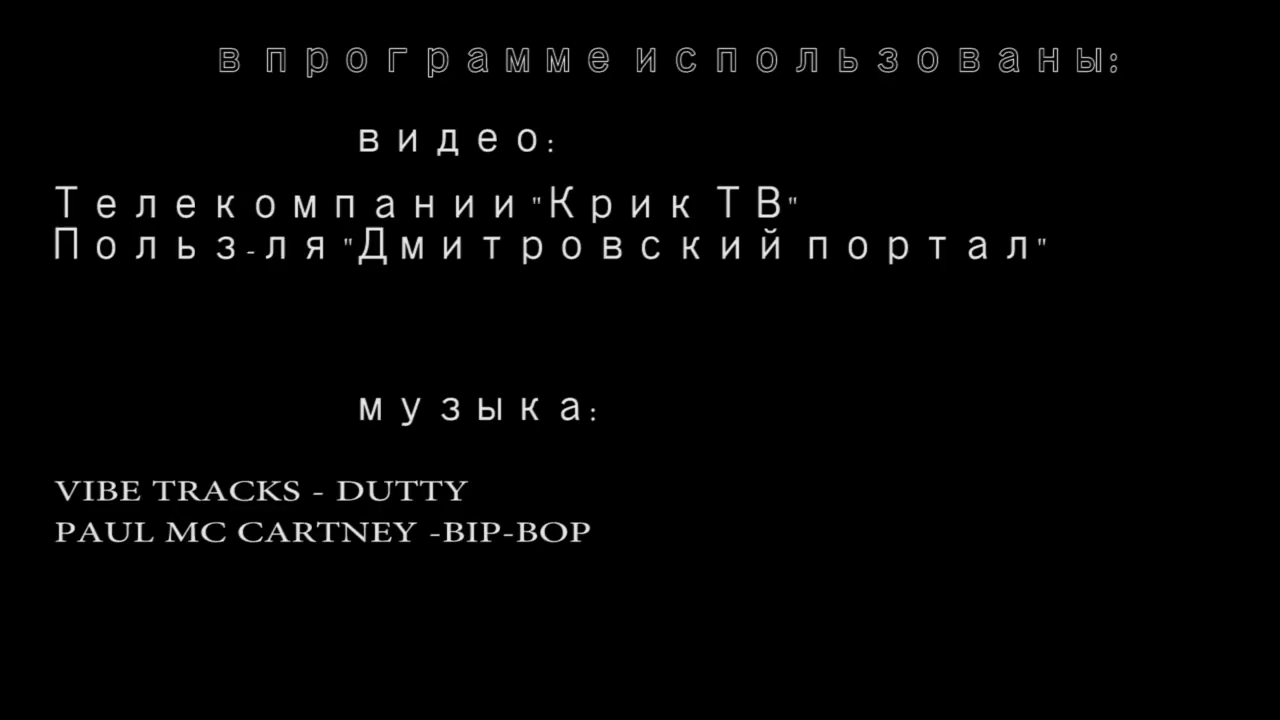 в программе использованы:
видео:
Телекомпании "Крик ТВ"
Польз-ля "Дмитровский портал"
музыка:
VIBE TRACKS - DUTTY
PAUL MC CARTNEY -BIP-BOP